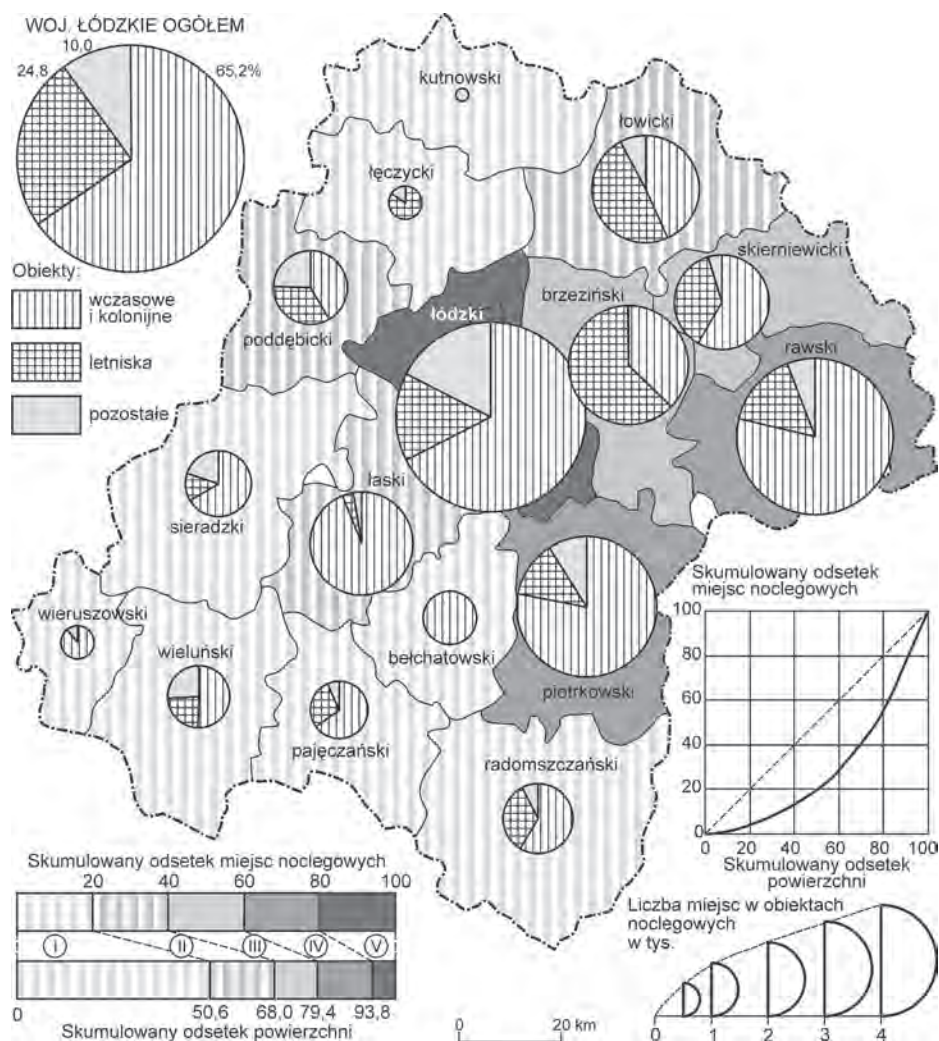 WOJ. ŁÓDZKIE OGÓŁEM
10,0
24,8
65,2%
Obiekty:
wczasowe
i kolonijne
letniska
pozostałe
kutnowski
łowicki
łęczycki
skierniewicki
łódzki
brzeziński
poddębicki
rawski
łaski
sieradzki
wieruszowski
wieluński
bełchatowski
piotrkowski
pajęczański
radomszczański
Skumulowany odsetek
miejsc noclegowych
100
80
60
40
20
0
0 20 40 60 80 100
Skumulowany odsetek
powierzchni
Skumulowany odsetek miejsc noclegowych
20 40 60 80 100
I II III IV V
0 50,6 68,0 79,4 93,8
Skumulowany odsetek powierzchni
0 20 km
Liczba miejsc w obiektach
noclegowych
w tys.
0 1 2 3 4